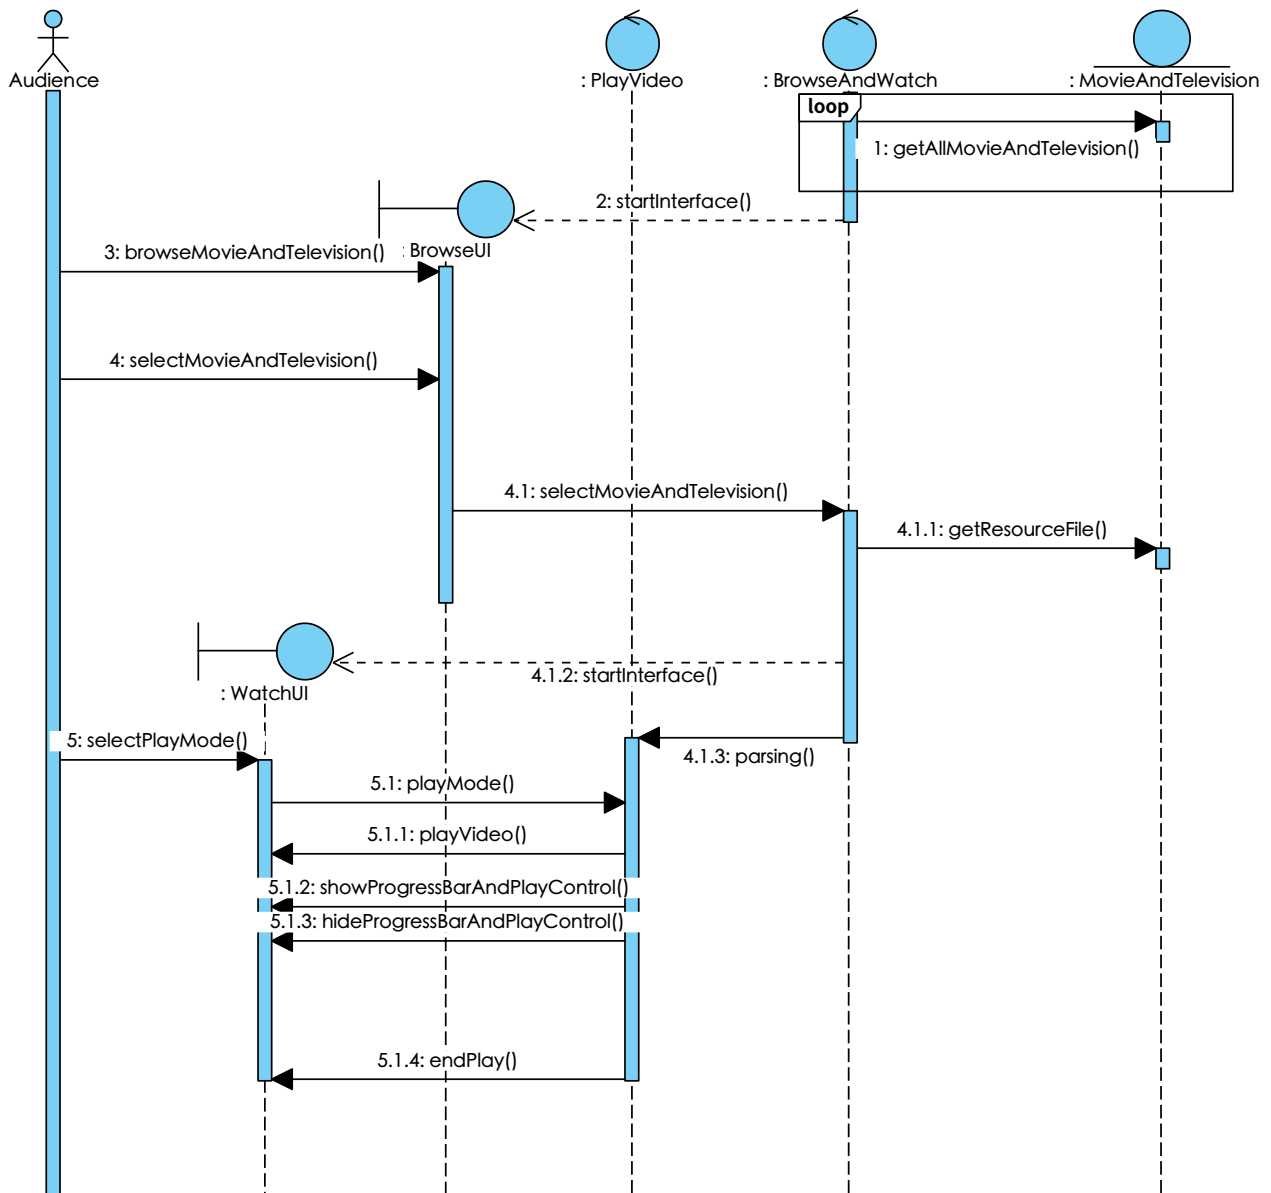 Audience
: PlayVideo
: BrowseAndWatch
: MovieAndTelevision
loop
1: getAllMovieAndTelevision()
2: startInterface()
: BrowseUI
3: browseMovieAndTelevision()
4: selectMovieAndTelevision()
4.1: selectMovieAndTelevision()
4.1.1: getResourceFile()
4.1.2: startInterface()
: WatchUI
5: selectPlayMode()
4.1.3: parsing()
5.1: playMode()
5.1.1: playVideo()
5.1.2: showProgressBarAndPlayControl()
5.1.3: hideProgressBarAndPlayControl()
5.1.4: endPlay()